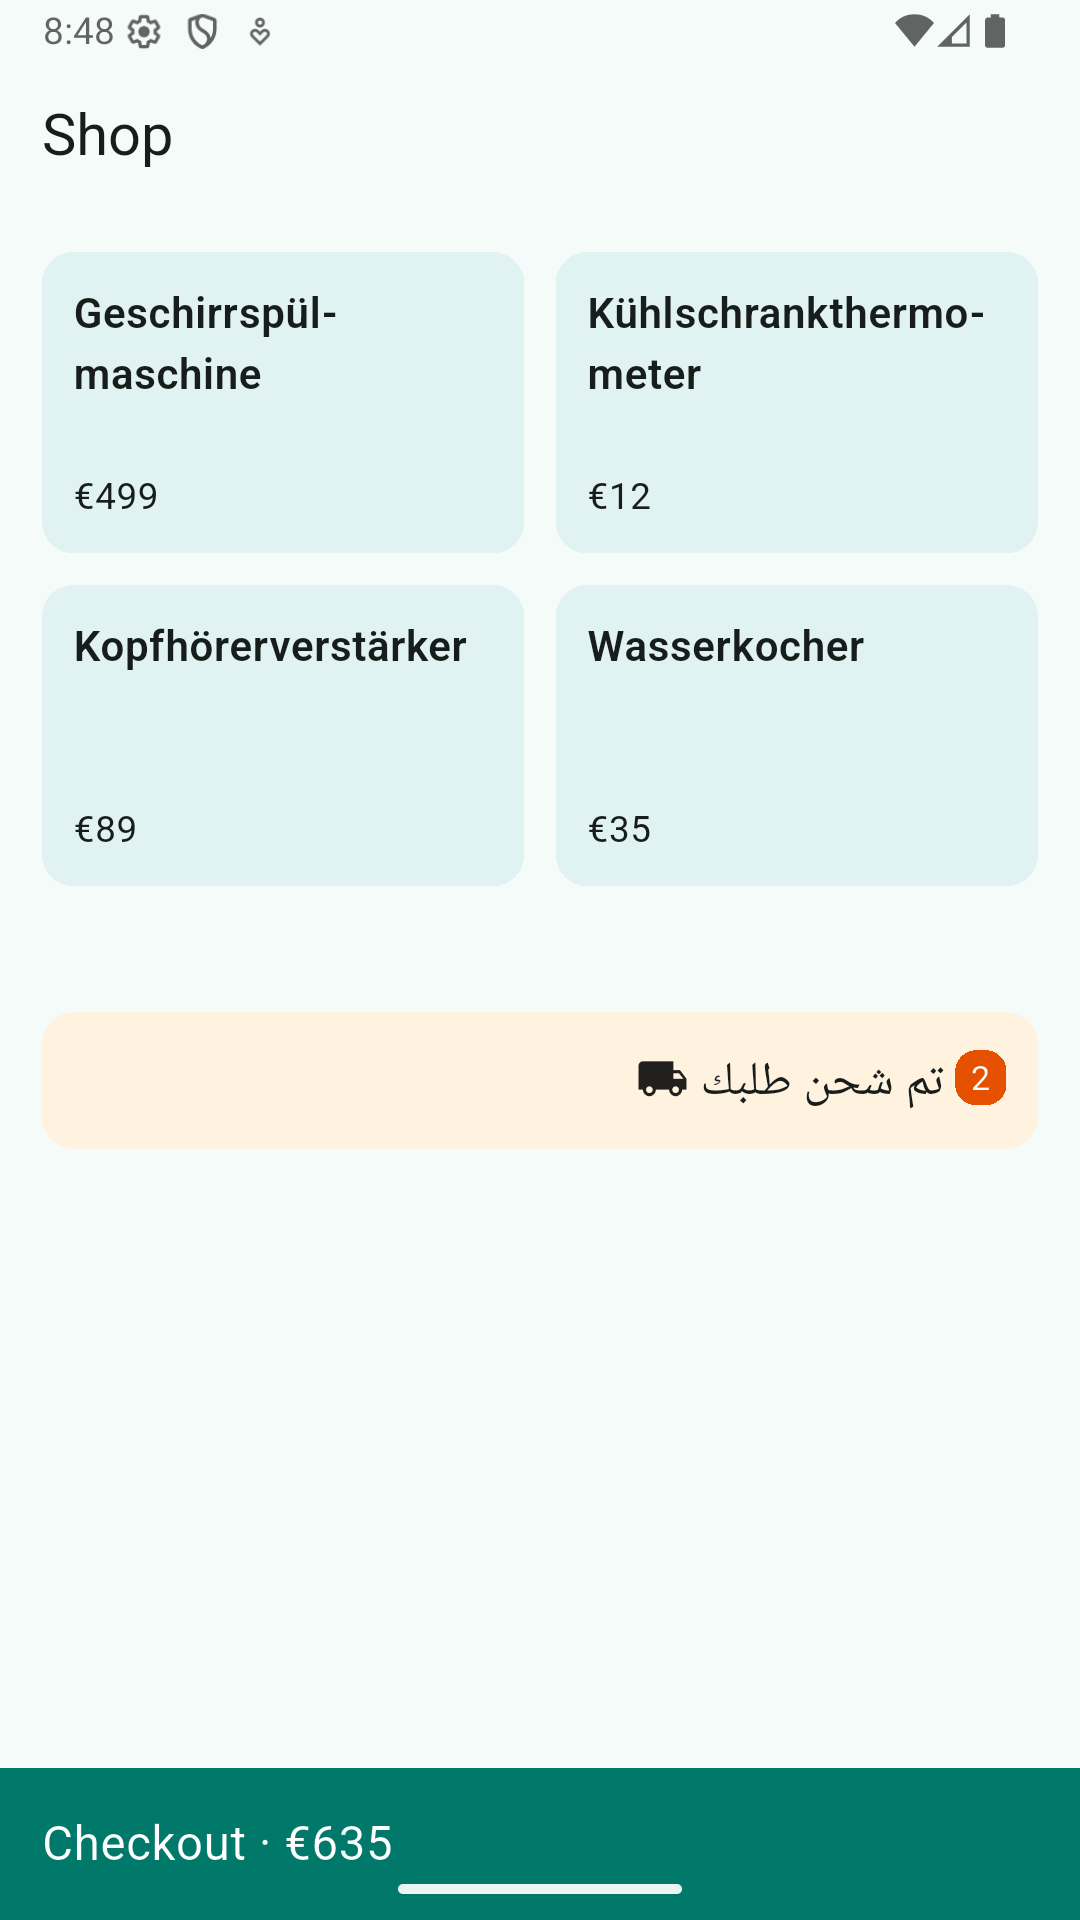 8:48
Shop
Geschirrspül-
maschine
€499
Kühlschrankthermo-
meter
€12
Kopfhörerverstärker
€89
Wasserkocher
€35
2 تم شحن طلبك
Checkout · €635